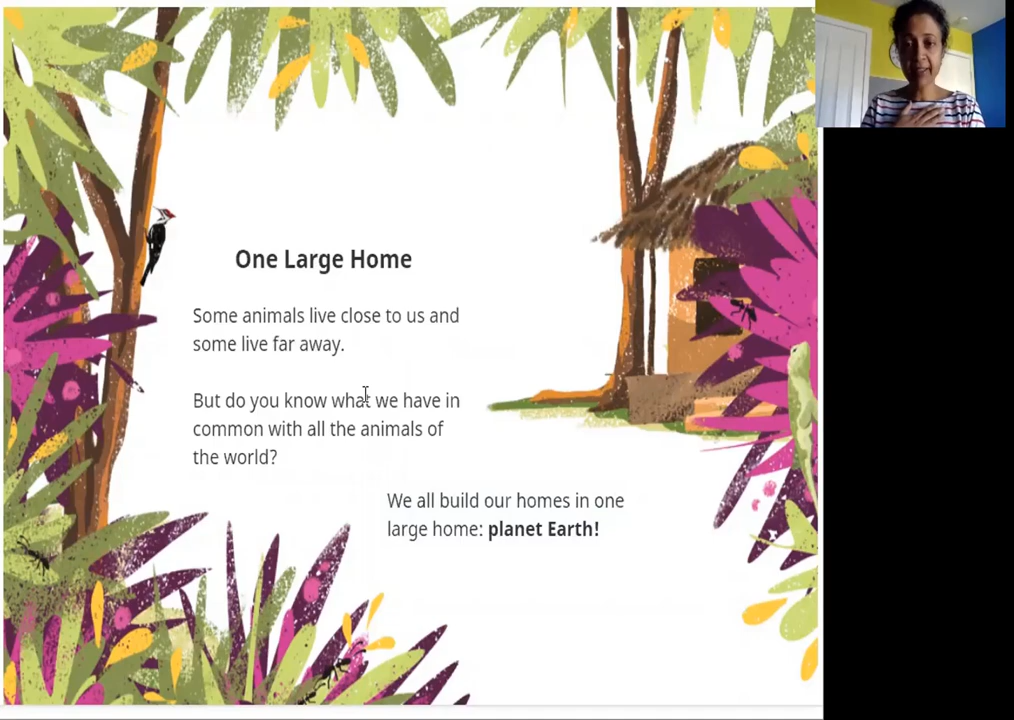 One Large Home
Some animals live close to us and
some live far away.
But do you know what we have in
common with all the animals of
the world?
We all build our homes in one
large home: planet Earth!